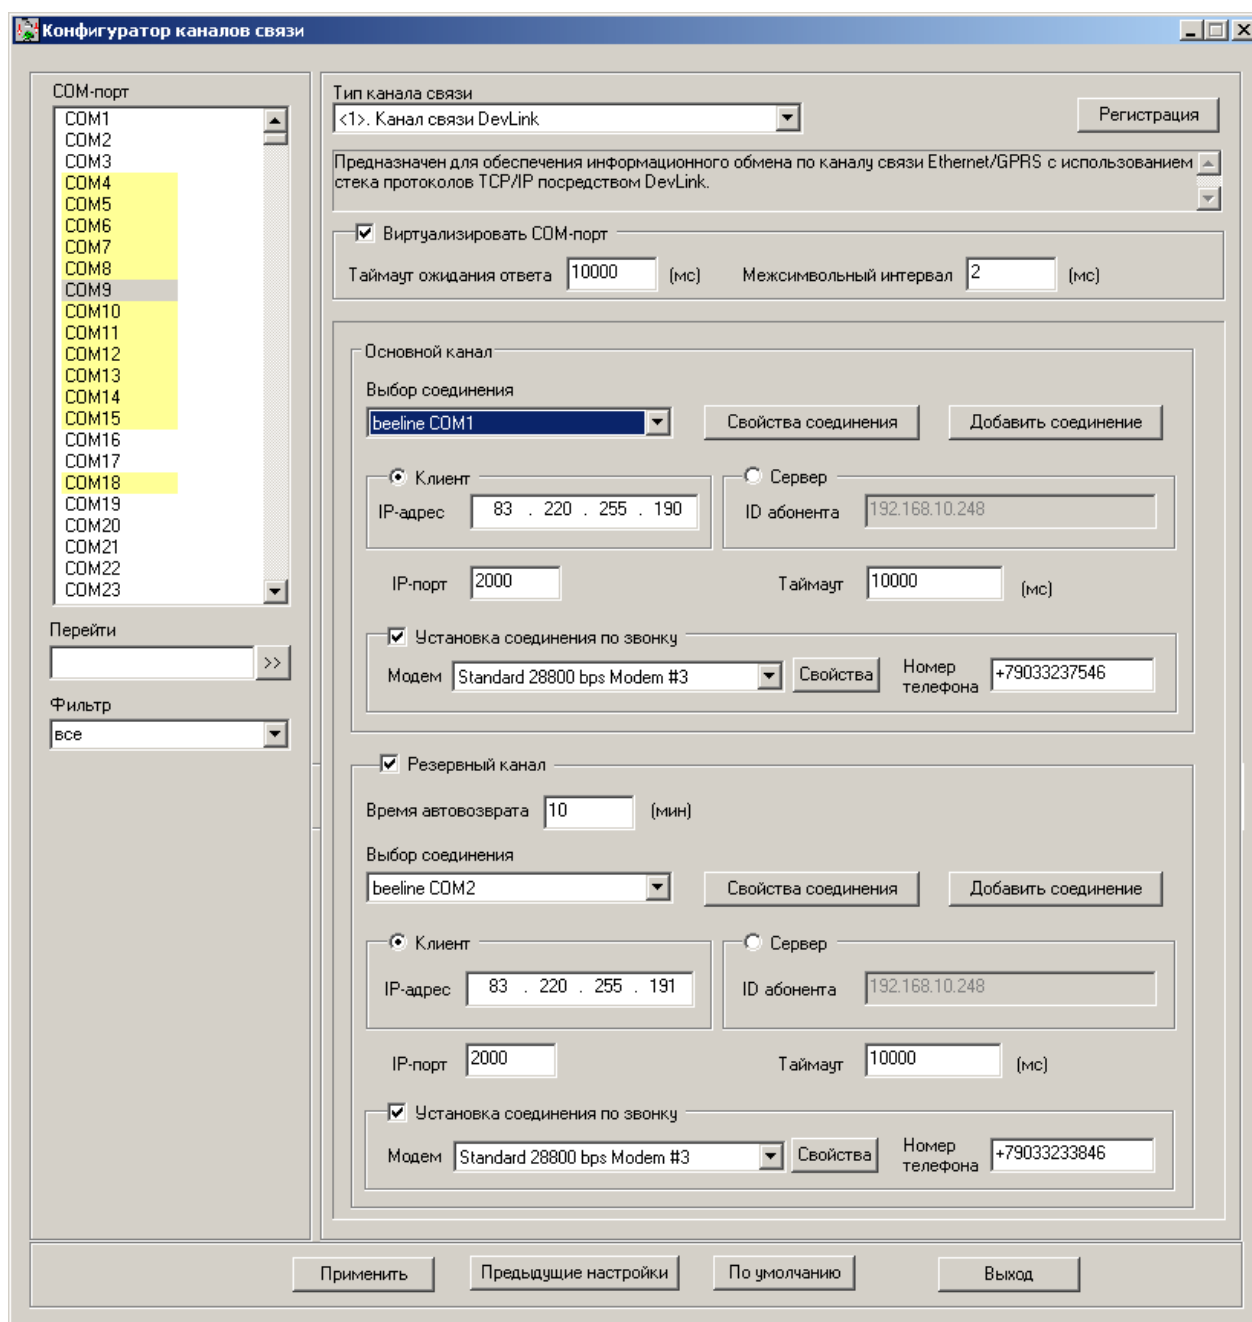 Конфигуратор каналов связи
COM-порт
COM1
COM2
COM3
COM4
COM5
COM6
COM7
COM8
COM9
COM10
COM11
COM12
COM13
COM14
COM15
COM16
COM17
COM18
COM19
COM20
COM21
COM22
COM23
Перейти
>>
Фильтр
все
Тип канала связи
<1>. Канал связи DevLink
Регистрация
Предназначен для обеспечения информационного обмена по каналу связи Ethernet/GPRS с использованием
стека протоколов TCP/IP посредством DevLink.
Виртуализировать COM-порт
Таймаут ожидания ответа 10000 (мс) Межсимвольный интервал 2 (мс)
Основной канал
Выбор соединения
beeline COM1 Свойства соединения Добавить соединение
Клиент Сервер
IP-адрес 83 . 220 . 255 . 190 ID абонента 192.168.10.248
IP-порт 2000 Таймаут 10000 (мс)
Установка соединения по звонку
Модем Standard 28800 bps Modem #3 Свойства Номер телефона +79033237546
Резервный канал
Время автовозврата 10 (мин)
Выбор соединения
beeline COM2 Свойства соединения Добавить соединение
Клиент Сервер
IP-адрес 83 . 220 . 255 . 191 ID абонента 192.168.10.248
IP-порт 2000 Таймаут 10000 (мс)
Установка соединения по звонку
Модем Standard 28800 bps Modem #3 Свойства Номер телефона +79033233846
Применить Предыдущие настройки По умолчанию Выход